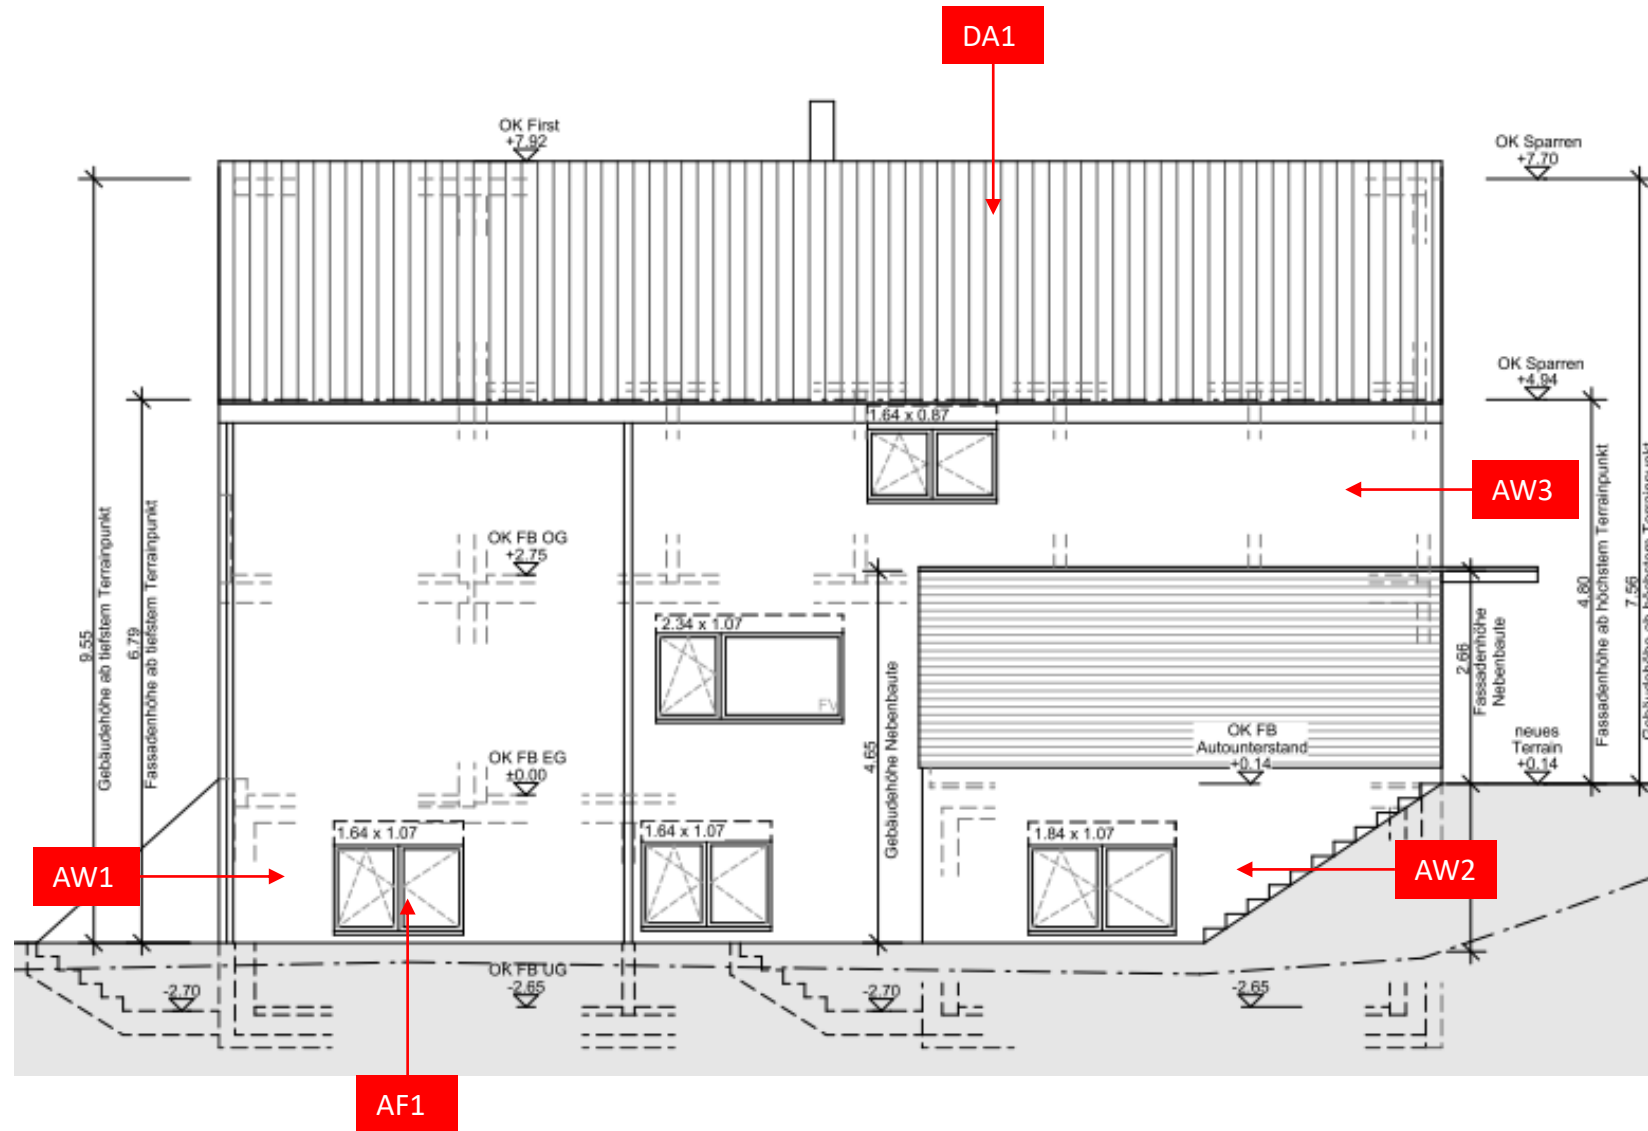 DA1
OK First
+7.92
OK Sparren
+7.70
OK Sparren
+4.94
1.64 x 0.87
AW3
OK FB OG
+2.75
2.34 x 1.07
FV
OK FB
Autounterstand
+0.14
neues
Terrain
+0.14
OK FB EG
±0.00
1.64 x 1.07
1.64 x 1.07
1.84 x 1.07
AW1
AW2
OK FB UG
-2.65
-2.70
-2.70
-2.65
AF1
9.55
Gebäudehöhe ab tiefstem Terrainpunkt
6.79
Fassadenhöhe ab tiefstem Terrainpunkt
4.65
Gebäudehöhe Nebenbaute
2.66
Fassadenhöhe
Nebenbaute
4.80
Fassadenhöhe ab höchstem Terrainpunkt
7.56
Gebäudehöhe ab höchstem Terrainpunkt